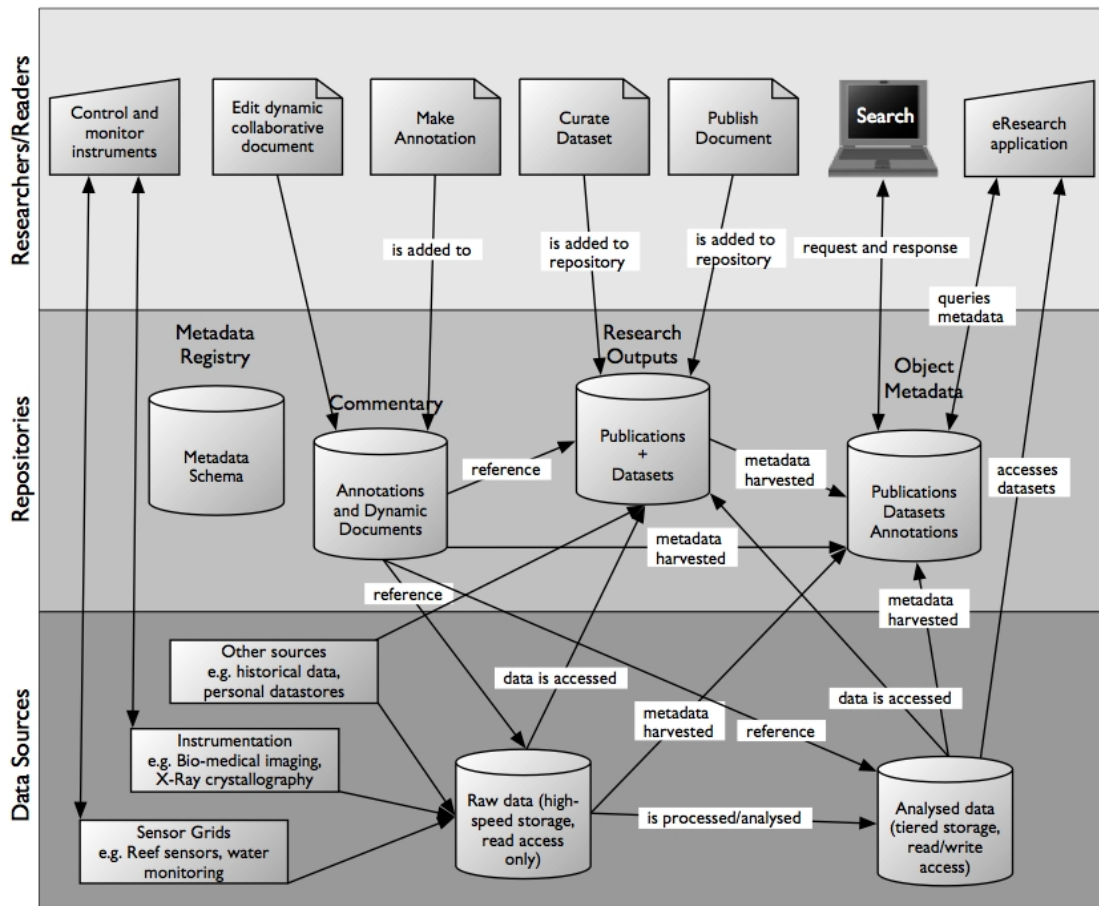 Researchers/Readers
Control and
monitor
instruments
Edit dynamic
collaborative
document
Make
Annotation
Curate
Dataset
Publish
Document
Search
eResearch
application
is added to
is added to
repository
is added to
repository
request and response
queries
metadata
Repositories
Metadata
Registry
Metadata
Schema
Commentary
Annotations
and Dynamic
Documents
reference
Research
Outputs
Publications
+
Datasets
metadata
harvested
Object
Metadata
Publications
Datasets
Annotations
accesses
datasets
metadata
harvested
reference
metadata
harvested
Data Sources
Other sources
e.g. historical data,
personal datastores
data is accessed
metadata
harvested
reference
data is accessed
Instrumentation
e.g. Bio-medical imaging,
X-Ray crystallography
Sensor Grids
e.g. Reef sensors, water
monitoring
Raw data (high-
speed storage,
read access
only)
is processed/analysed
Analysed data
(tiered storage,
read/write
access)